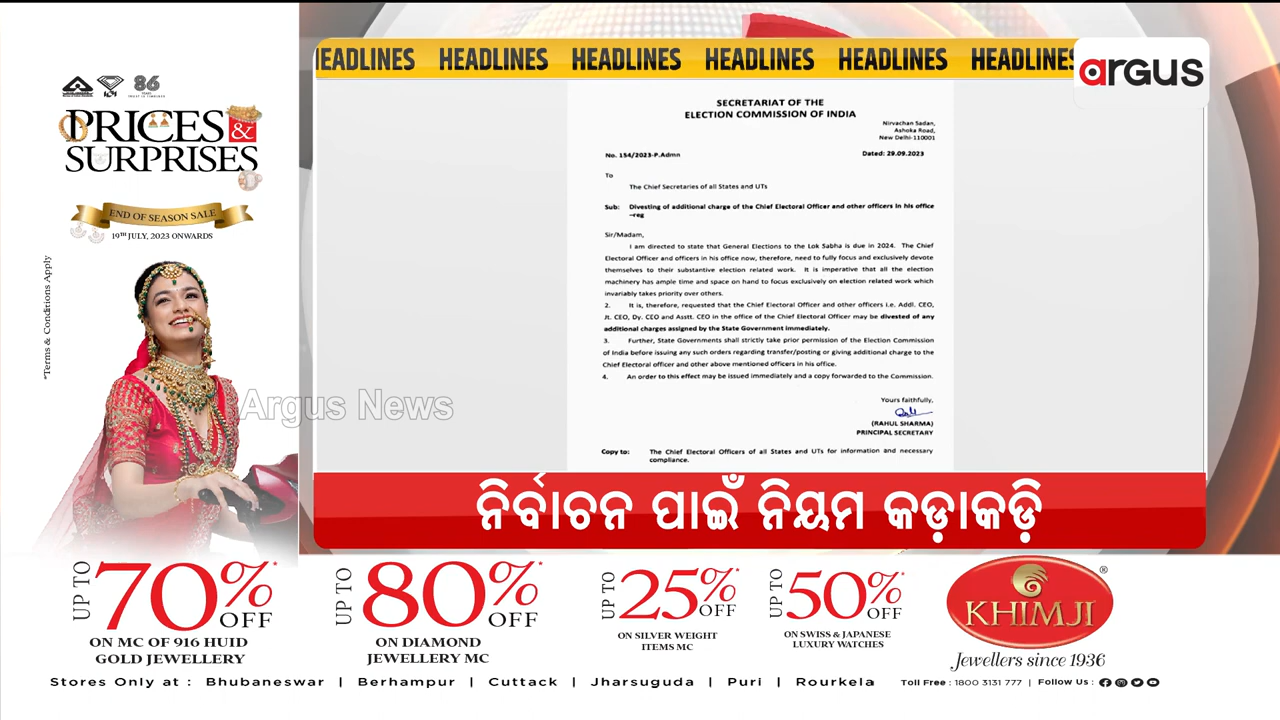 HEADLINES HEADLINES HEADLINES HEADLINES HEADLINES HEADLINES
argus
86
PRICES &
SURPRISES
END OF SEASON SALE
19TH JULY, 2023 ONWARDS
*Terms & Conditions Apply
SECRETARIAT OF THE
ELECTION COMMISSION OF INDIA
Nirvachan Sadan,
Ashoka Road,
New Delhi-110001
No. 154/2023-P.Admn Dated: 29.09.2023
To
The Chief Secretaries of all States and UTs
Sub: Divesting of additional charge of the Chief Electoral Officer and other officers in his office
–reg
Sir/Madam,
I am directed to state that General Elections to the Lok Sabha is due in 2024. The Chief
Electoral Officer and officers in his office now, therefore, need to fully focus and exclusively devote
themselves to their substantive election related work. It is imperative that all the election
machinery has ample time and space on hand to focus exclusively on election related work which
invariably takes priority over others.
2. It is, therefore, requested that the Chief Electoral Officer and other officers i.e. Addl. CEO,
Jt. CEO, Dy. CEO and Asstt. CEO in the office of the Chief Electoral Officer may be divested of any
additional charges assigned by the State Government immediately.
3. Further, State Governments shall strictly take prior permission of the Election Commission
of India before issuing any such orders regarding transfer/posting or giving additional charge to the
Chief Electoral officer and other above mentioned officers in his office.
4. An order to this effect may be issued immediately and a copy forwarded to the Commission.
Yours faithfully,
(RAHUL SHARMA)
PRINCIPAL SECRETARY
Copy to: The Chief Electoral Officers of all States and UTs for information and necessary
compliance.
Argus News
ନିର୍ବାଚନ ପାଇଁ ନିୟମ କଡ଼ାକଡ଼ି
UP TO 70%* OFF
ON MC OF 916 HUID
GOLD JEWELLERY
UP TO 80%* OFF
ON DIAMOND
JEWELLERY MC
UP TO 25%* OFF
ON SILVER WEIGHT
ITEMS MC
UP TO 50%* OFF
ON SWISS & JAPANESE
LUXURY WATCHES
KHIMJI ®
Jewellers since 1936
Stores Only at : Bhubaneswar | Berhampur | Cuttack | Jharsuguda | Puri | Rourkela Toll Free : 1800 3131 777 | Follow Us :